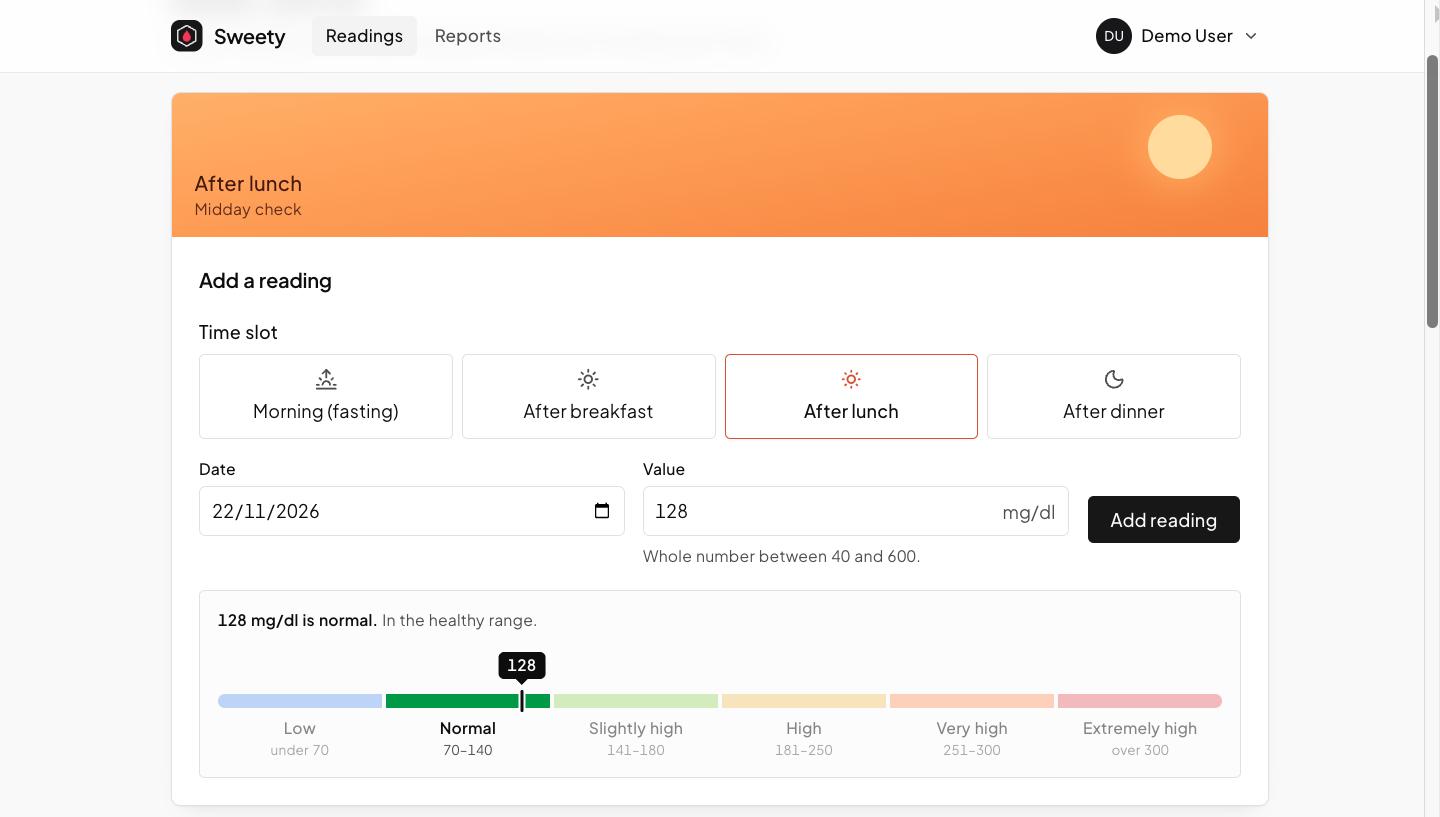 Sweety
Readings
Reports
DU
Demo User
After lunch
Midday check
Add a reading
Time slot
Morning (fasting)
After breakfast
After lunch
After dinner
Date
Value
22/11/2026
128
mg/dl
Add reading
Whole number between 40 and 600.
128 mg/dl is normal. In the healthy range.
128
Low
Normal
Slightly high
High
Very high
Extremely high
under 70
70–140
141–180
181–250
251–300
over 300